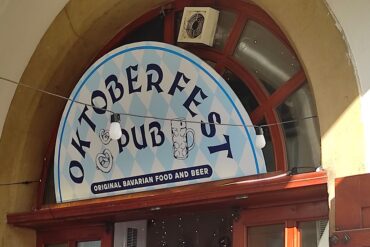 OKTOBERFEST
PUB
ORIGINAL BAVARIAN FOOD AND BEER